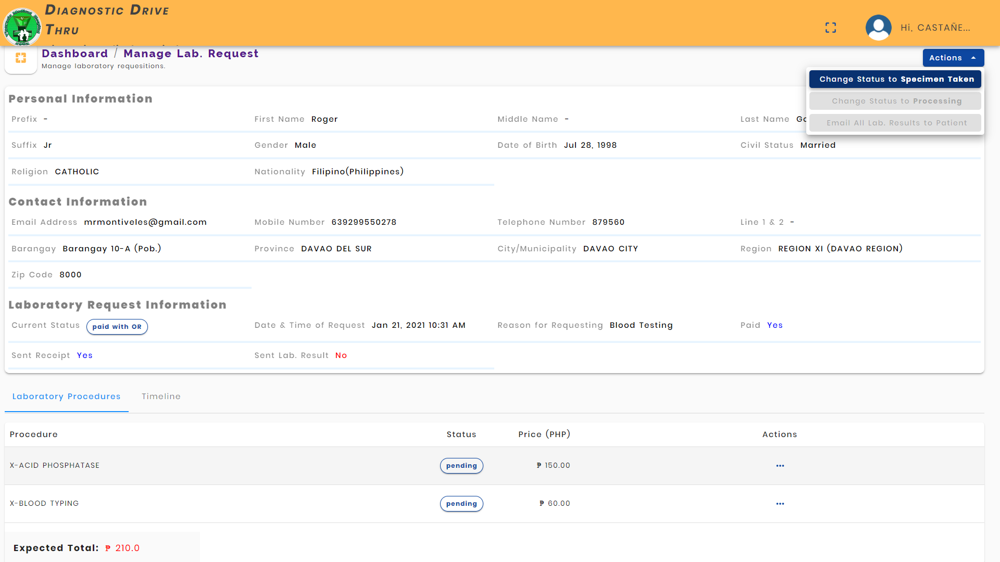 Diagnostic Drive
Thru
Hi, CASTAÑE...
Dashboard / Manage Lab. Request
Manage laboratory requesitions.
Actions
Change Status to Specimen Taken
Change Status to Processing
Email All Lab. Results to Patient
Personal Information
Prefix -
First Name Roger
Middle Name -
Last Name
Suffix Jr
Gender Male
Date of Birth Jul 28, 1998
Civil Status Married
Religion CATHOLIC
Nationality Filipino(Philippines)
Contact Information
Email Address mrmontiveles@gmail.com
Mobile Number 639299550278
Telephone Number 879560
Line 1 & 2 -
Barangay Barangay 10-A (Pob.)
Province DAVAO DEL SUR
City/Municipality DAVAO CITY
Region REGION XI (DAVAO REGION)
Zip Code 8000
Laboratory Request Information
Current Status paid with OR
Date & Time of Request Jan 21, 2021 10:31 AM
Reason for Requesting Blood Testing
Paid Yes
Sent Receipt Yes
Sent Lab. Result No
Laboratory Procedures
Timeline
Procedure Status Price (PHP) Actions
X-ACID PHOSPHATASE pending ₱ 150.00 ...
X-BLOOD TYPING pending ₱ 60.00 ...
Expected Total: ₱ 210.0